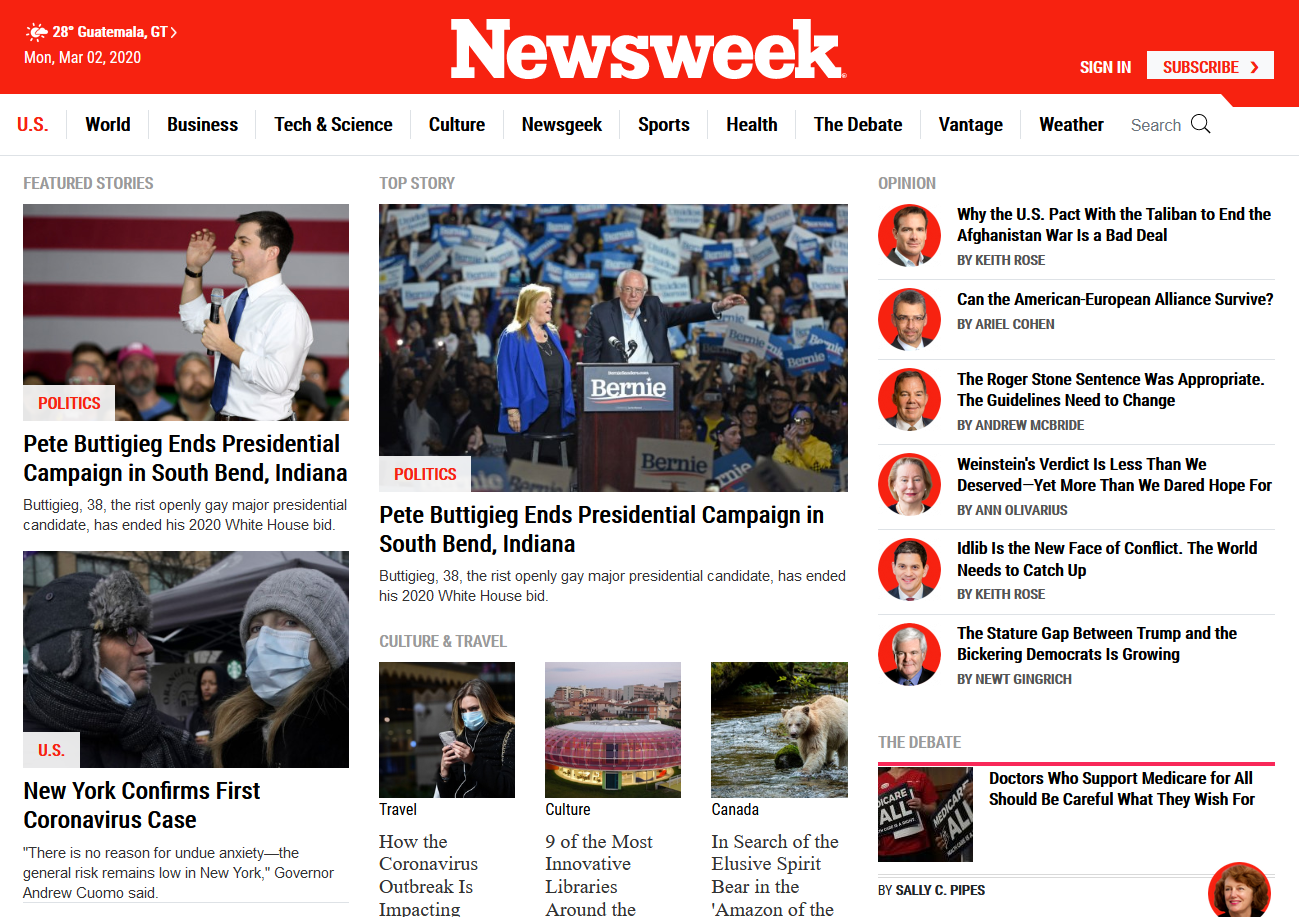 28° Guatemala, GT
Mon, Mar 02, 2020
Newsweek
SIGN IN
SUBSCRIBE
U.S.
World
Business
Tech & Science
Culture
Newsgeek
Sports
Health
The Debate
Vantage
Weather
Search
FEATURED STORIES
POLITICS
Pete Buttigieg Ends Presidential
Campaign in South Bend, Indiana
Buttigieg, 38, the rist openly gay major presidential
candidate, has ended his 2020 White House bid.
U.S.
New York Confirms First
Coronavirus Case
"There is no reason for undue anxiety—the
general risk remains low in New York," Governor
Andrew Cuomo said.
TOP STORY
Bernie
Bernie
Bernie
Bernie
Bernie
POLITICS
Pete Buttigieg Ends Presidential Campaign in
South Bend, Indiana
Buttigieg, 38, the rist openly gay major presidential candidate, has ended
his 2020 White House bid.
CULTURE & TRAVEL
Travel
How the
Coronavirus
Outbreak Is
Impacting
Culture
9 of the Most
Innovative
Libraries
Around the
Canada
In Search of the
Elusive Spirit
Bear in the
'Amazon of the
OPINION
Why the U.S. Pact With the Taliban to End the
Afghanistan War Is a Bad Deal
BY KEITH ROSE
Can the American-European Alliance Survive?
BY ARIEL COHEN
The Roger Stone Sentence Was Appropriate.
The Guidelines Need to Change
BY ANDREW MCBRIDE
Weinstein's Verdict Is Less Than We
Deserved—Yet More Than We Dared Hope For
BY ANN OLIVARIUS
Idlib Is the New Face of Conflict. The World
Needs to Catch Up
BY KEITH ROSE
The Stature Gap Between Trump and the
Bickering Democrats Is Growing
BY NEWT GINGRICH
THE DEBATE
Doctors Who Support Medicare for All
Should Be Careful What They Wish For
BY SALLY C. PIPES